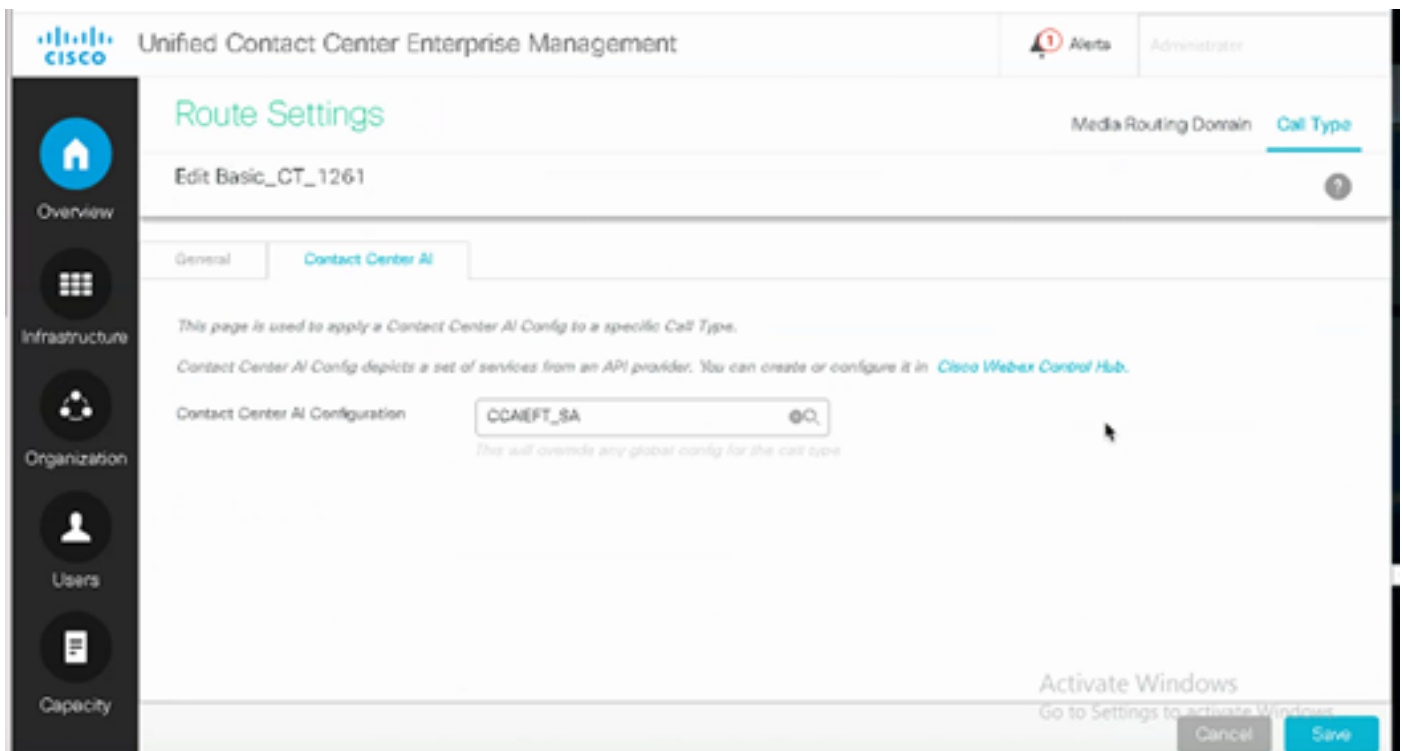 CISCO
Unified Contact Center Enterprise Management
1
Alerts
Administrator
Route Settings
Media Routing Domain
Call Type
Edit Basic_CT_1261
?
Overview
General
Contact Center AI
Infrastructure
This page is used to apply a Contact Center AI Config to a specific Call Type.
Contact Center AI Config depicts a set of services from an API provider. You can create or configure it in Cisco Webex Control Hub.
Contact Center AI Configuration
CCAIEFT_SA
This will override any global config for the call type
Organization
Users
Capacity
Activate Windows
Go to Settings to activate Windows.
Cancel
Save